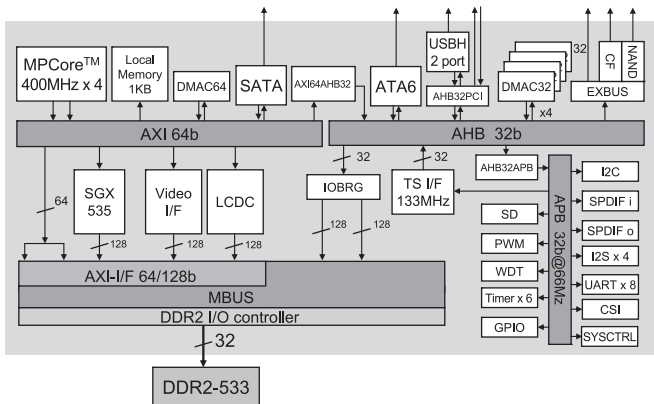 MPCore™
400MHz x 4
Local
Memory
1KB
DMAC64
SATA
AXI64AHB32
ATA6
USBH
2 port
AHB32PCI
DMAC32
32
x4
CF
NAND
EXBUS
AXI 64b
AHB 32b
64
SGX
535
128
Video
I/F
128
LCDC
128
32
IOBRG
128
128
32
TS I/F
133MHz
AHB32APB
APB 32b@66Mz
SD
PWM
WDT
Timer x 6
GPIO
I2C
SPDIF i
SPDIF o
I2S x 4
UART x 8
CSI
SYSCTRL
AXI-I/F 64/128b
MBUS
DDR2 I/O controller
32
DDR2-533